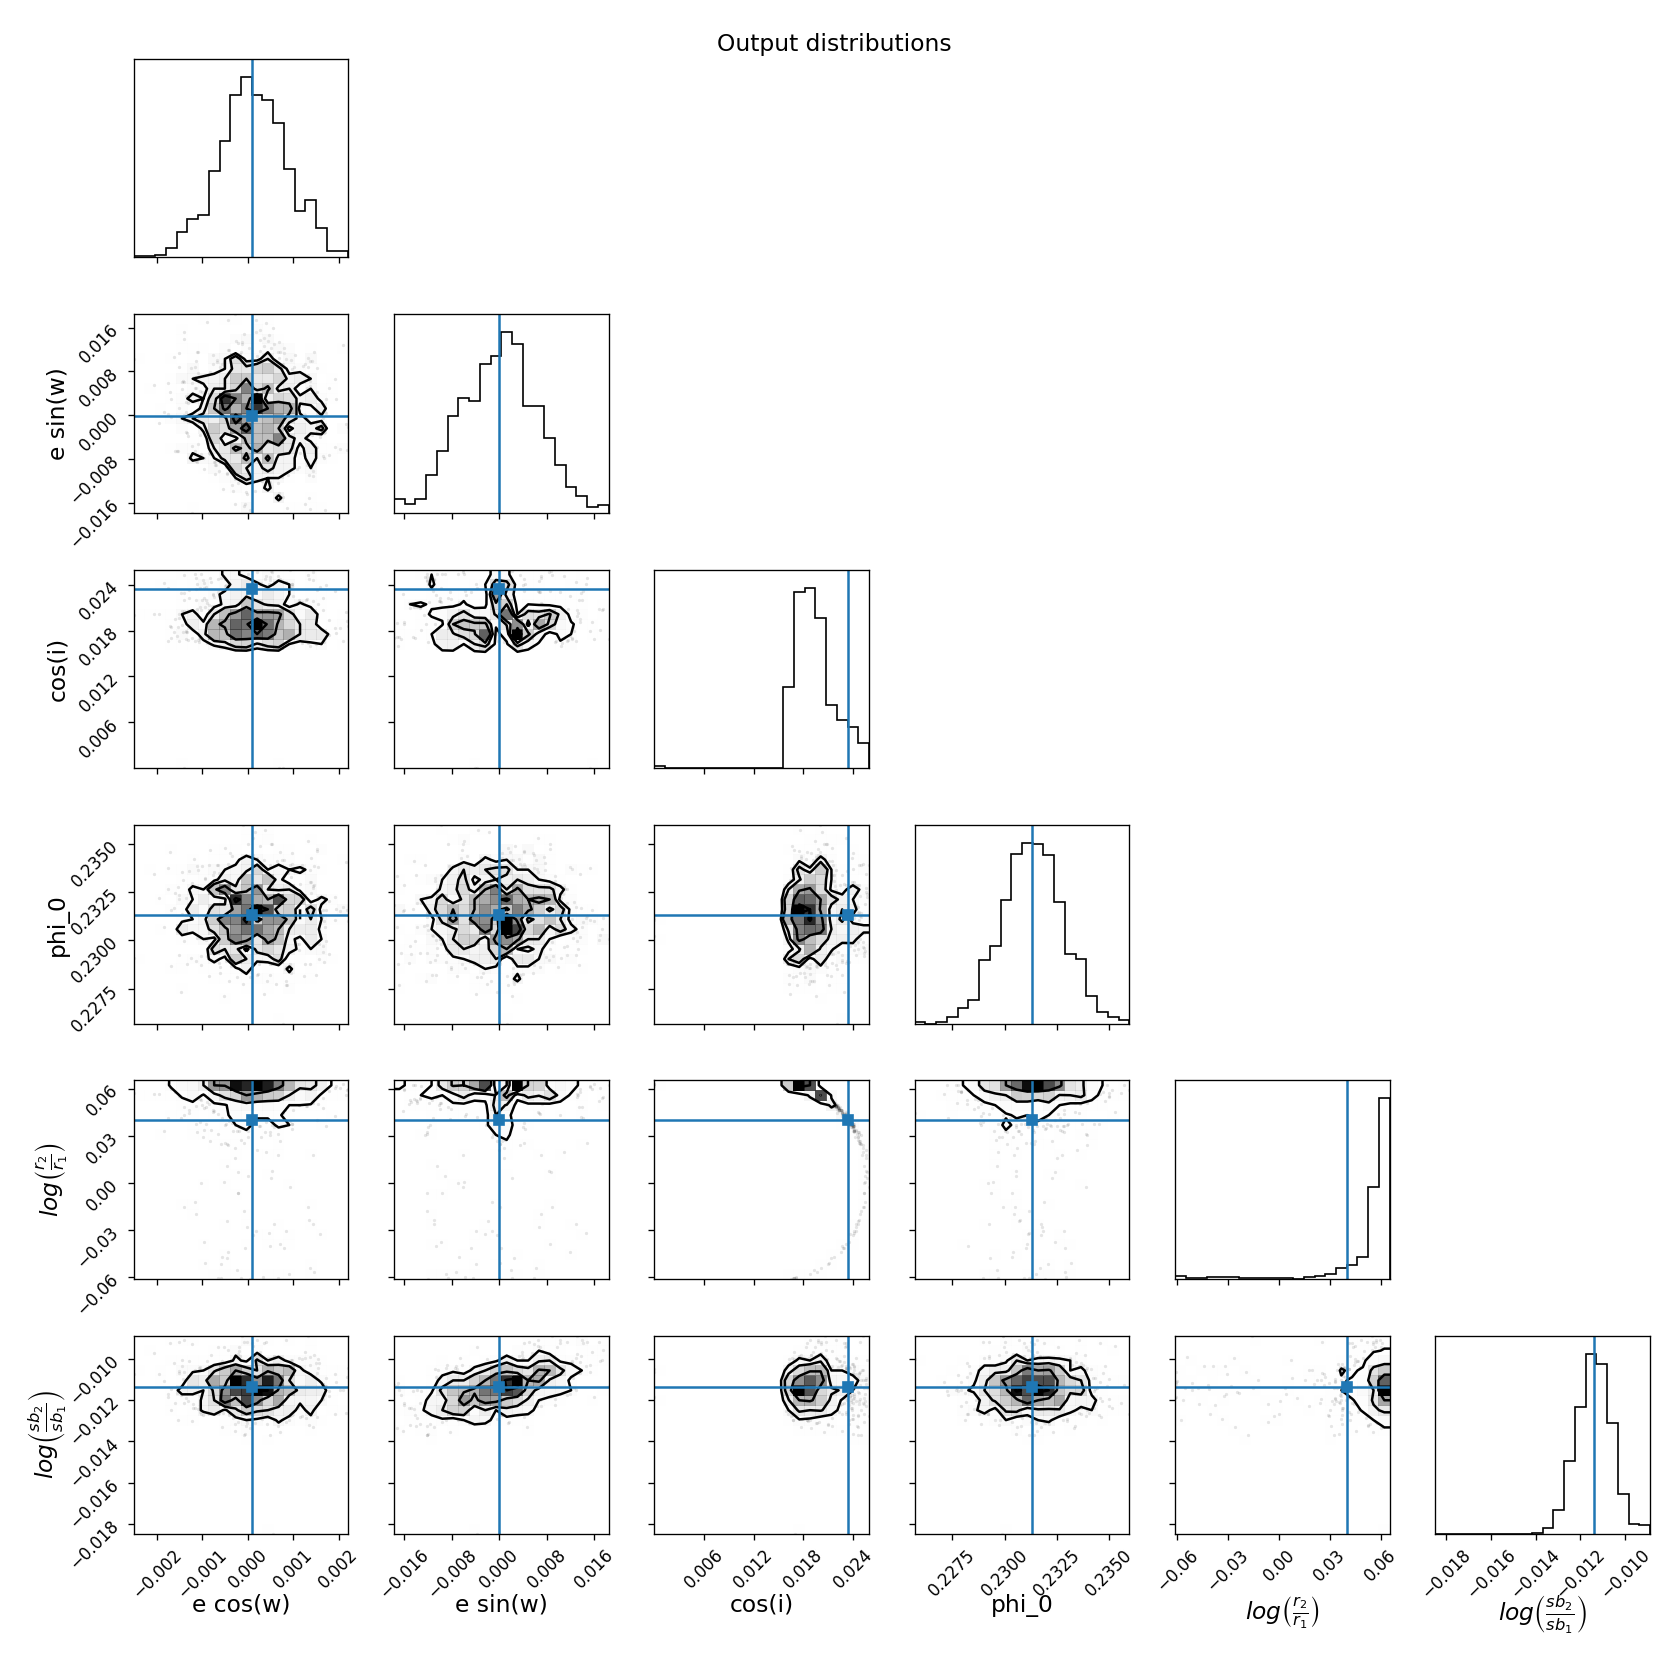 Output distributions
e sin(w)
0.016
0.008
0.000
−0.008
−0.016
cos(i)
0.024
0.018
0.012
0.006
phi_0
0.2350
0.2325
0.2300
0.2275
log(r₂/r₁)
0.06
0.03
0.00
−0.03
−0.06
log(sb₂/sb₁)
−0.010
−0.012
−0.014
−0.016
−0.018
−0.002 −0.001 0.000 0.001 0.002
−0.016 −0.008 0.000 0.008 0.016
0.006 0.012 0.018 0.024
0.2275 0.2300 0.2325 0.2350
−0.06 −0.03 0.00 0.03 0.06
−0.018 −0.016 −0.014 −0.012 −0.010
e cos(w)
e sin(w)
cos(i)
phi_0
log(r₂/r₁)
log(sb₂/sb₁)